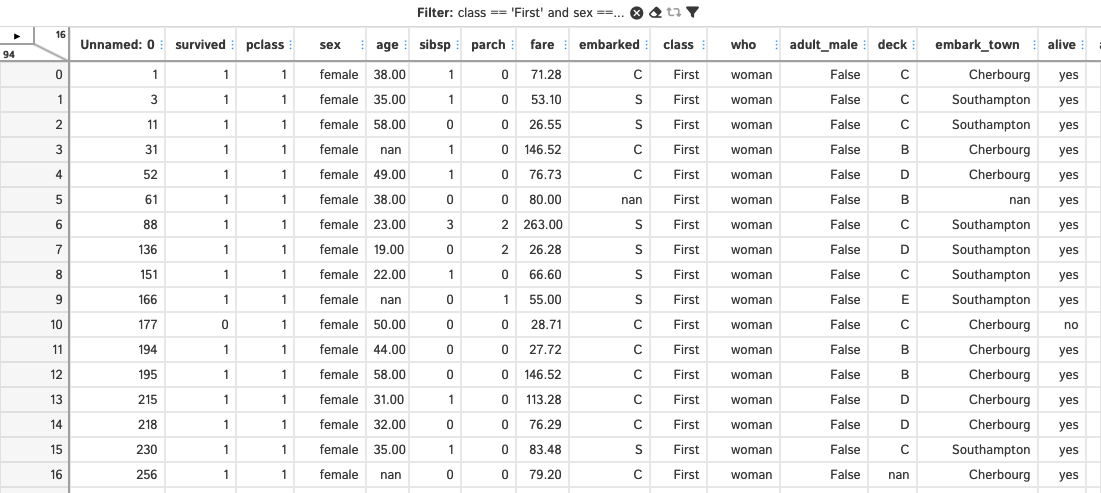 Filter: class == 'First' and sex ==...
16
94
Unnamed: 0 survived pclass sex age sibsp parch fare embarked class who adult_male deck embark_town alive
0 1 1 1 female 38.00 1 0 71.28 C First woman False C Cherbourg yes
1 3 1 1 female 35.00 1 0 53.10 S First woman False C Southampton yes
2 11 1 1 female 58.00 0 0 26.55 S First woman False C Southampton yes
3 31 1 1 female nan 1 0 146.52 C First woman False B Cherbourg yes
4 52 1 1 female 49.00 1 0 76.73 C First woman False D Cherbourg yes
5 61 1 1 female 38.00 0 0 80.00 nan First woman False B nan yes
6 88 1 1 female 23.00 3 2 263.00 S First woman False C Southampton yes
7 136 1 1 female 19.00 0 2 26.28 S First woman False D Southampton yes
8 151 1 1 female 22.00 1 0 66.60 S First woman False C Southampton yes
9 166 1 1 female nan 0 1 55.00 S First woman False E Southampton yes
10 177 0 1 female 50.00 0 0 28.71 C First woman False C Cherbourg no
11 194 1 1 female 44.00 0 0 27.72 C First woman False B Cherbourg yes
12 195 1 1 female 58.00 0 0 146.52 C First woman False B Cherbourg yes
13 215 1 1 female 31.00 1 0 113.28 C First woman False D Cherbourg yes
14 218 1 1 female 32.00 0 0 76.29 C First woman False D Cherbourg yes
15 230 1 1 female 35.00 1 0 83.48 S First woman False C Southampton yes
16 256 1 1 female nan 0 0 79.20 C First woman False nan Cherbourg yes